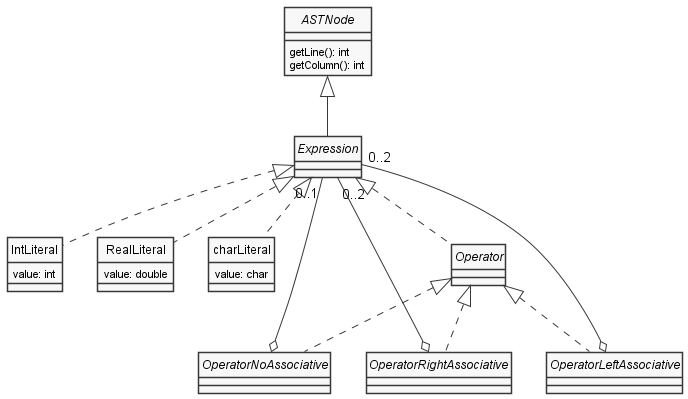 ASTNode
getLine(): int
getColumn(): int
Expression
0..2
0..1
0..2
IntLiteral
value: int
RealLiteral
value: double
charLiteral
value: char
Operator
OperatorNoAssociative
OperatorRightAssociative
OperatorLeftAssociative